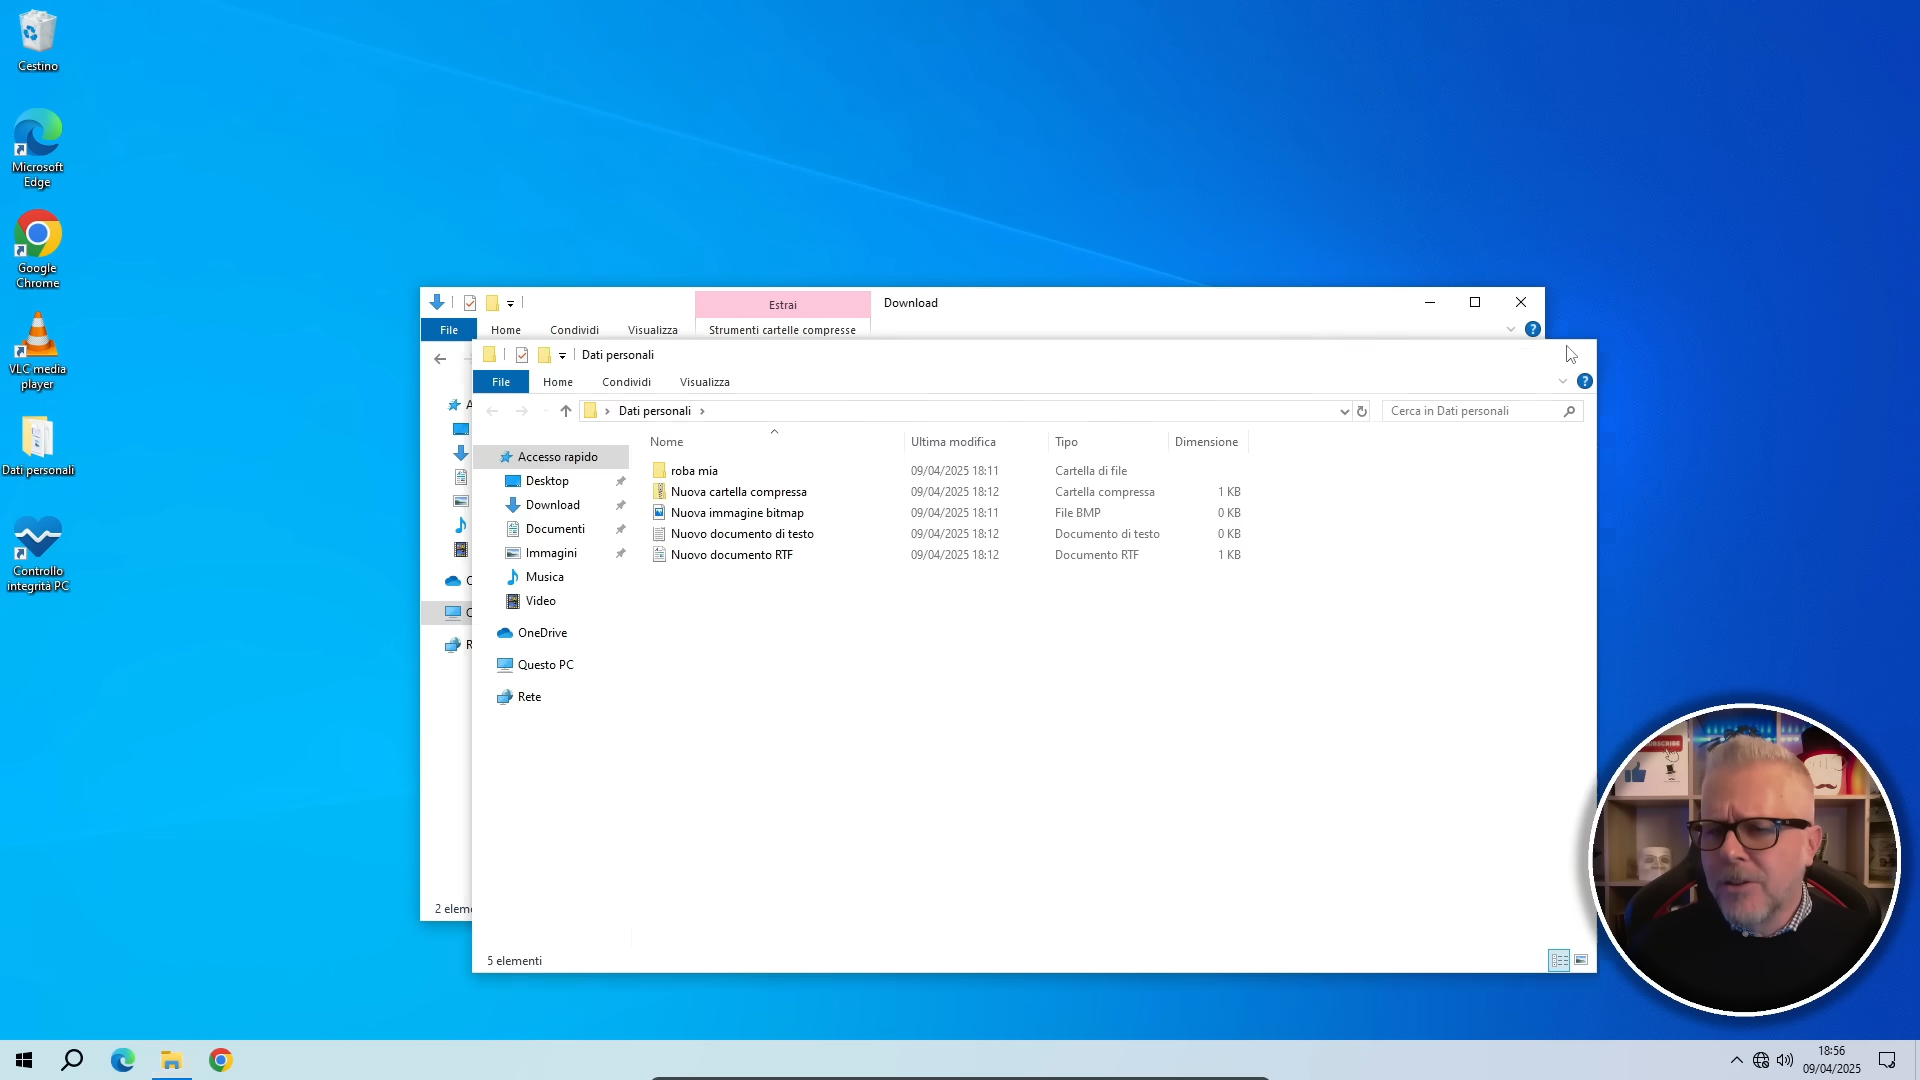 Cestino
Microsoft
Edge
Google
Chrome
VLC media
player
Dati personali
Controllo
integrità PC
Estrai
Download
File
Home
Condividi
Visualizza
Strumenti cartelle compresse
?
Dati personali
File
Home
Condividi
Visualizza
?
Dati personali
Cerca in Dati personali
Nome
Ultima modifica
Tipo
Dimensione
Accesso rapido
Desktop
Download
Documenti
Immagini
Musica
Video
OneDrive
Questo PC
Rete
roba mia
09/04/2025 18:11
Cartella di file
Nuova cartella compressa
09/04/2025 18:12
Cartella compressa
1 KB
Nuova immagine bitmap
09/04/2025 18:11
File BMP
0 KB
Nuovo documento di testo
09/04/2025 18:12
Documento di testo
0 KB
Nuovo documento RTF
09/04/2025 18:12
Documento RTF
1 KB
2 eleme
5 elementi
18:56
09/04/2025